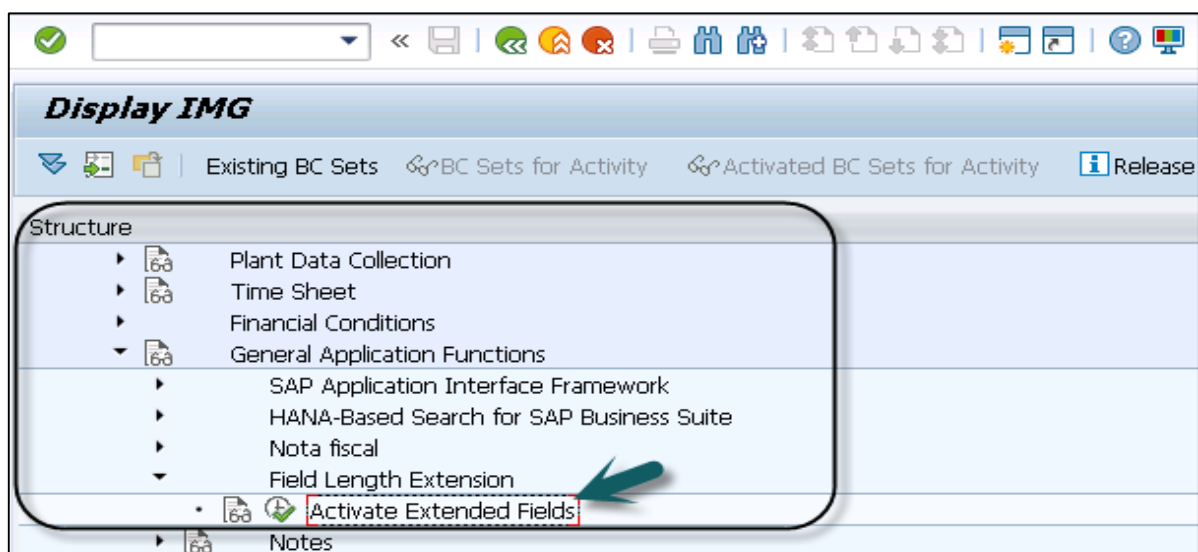 Display IMG
Existing BC Sets BC Sets for Activity Activated BC Sets for Activity Release
Structure
Plant Data Collection
Time Sheet
Financial Conditions
General Application Functions
SAP Application Interface Framework
HANA-Based Search for SAP Business Suite
Nota fiscal
Field Length Extension
Activate Extended Fields
Notes